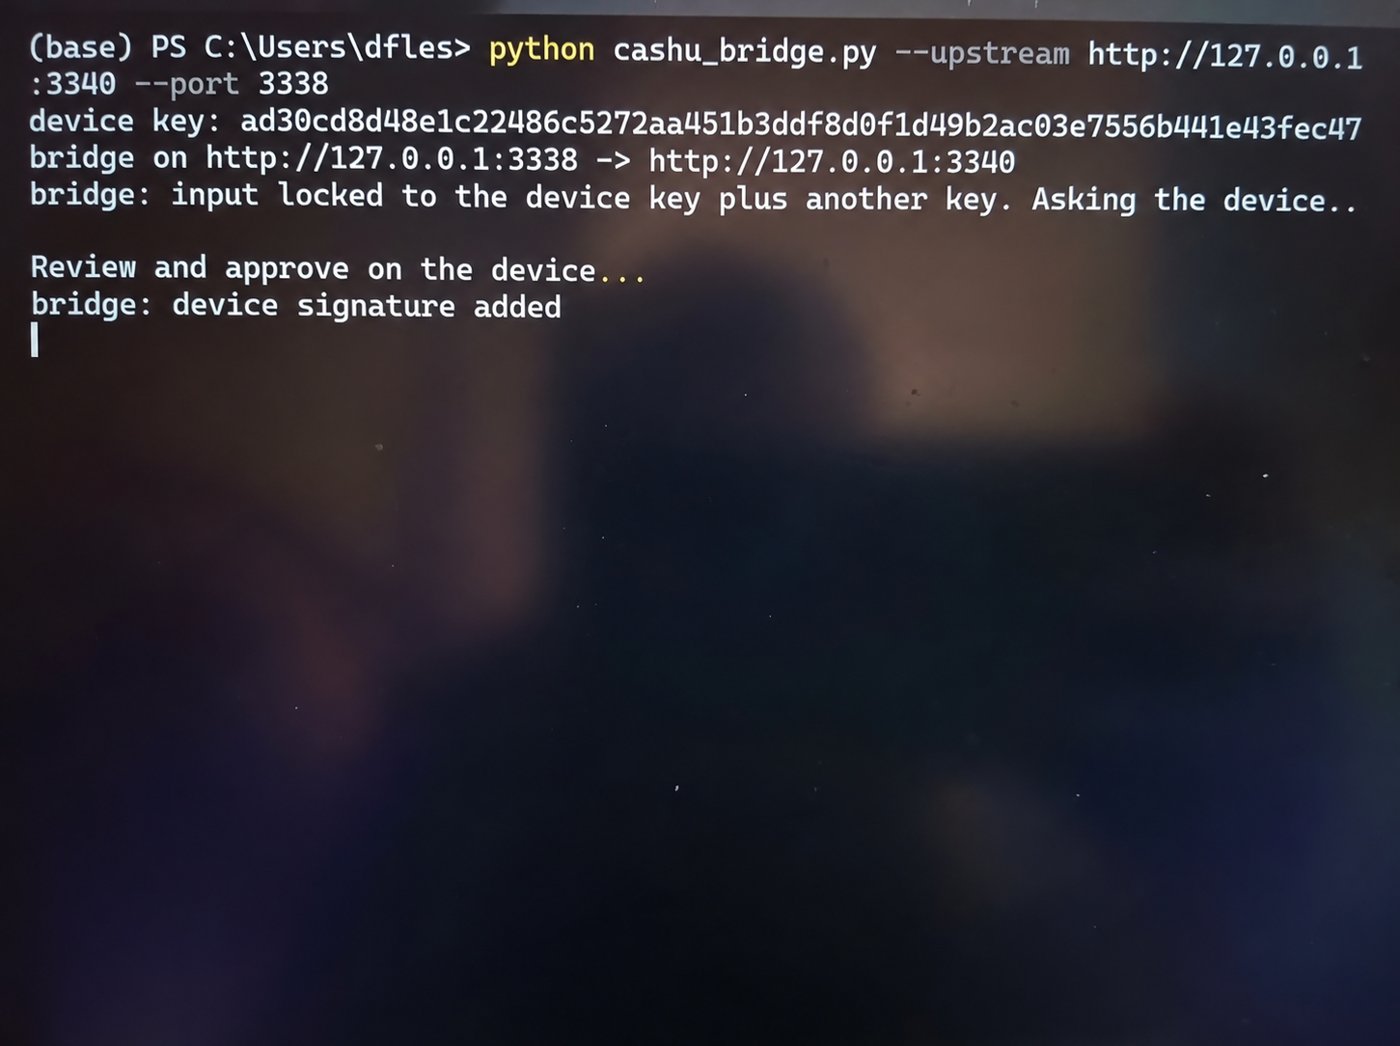 (base) PS C:\Users\dfles> python cashu_bridge.py --upstream http://127.0.0.1
:3340 --port 3338
device key: ad30cd8d48e1c22486c5272aa451b3ddf8d0f1d49b2ac03e7556b441e43fec47
bridge on http://127.0.0.1:3338 -> http://127.0.0.1:3340
bridge: input locked to the device key plus another key. Asking the device..

Review and approve on the device...
bridge: device signature added